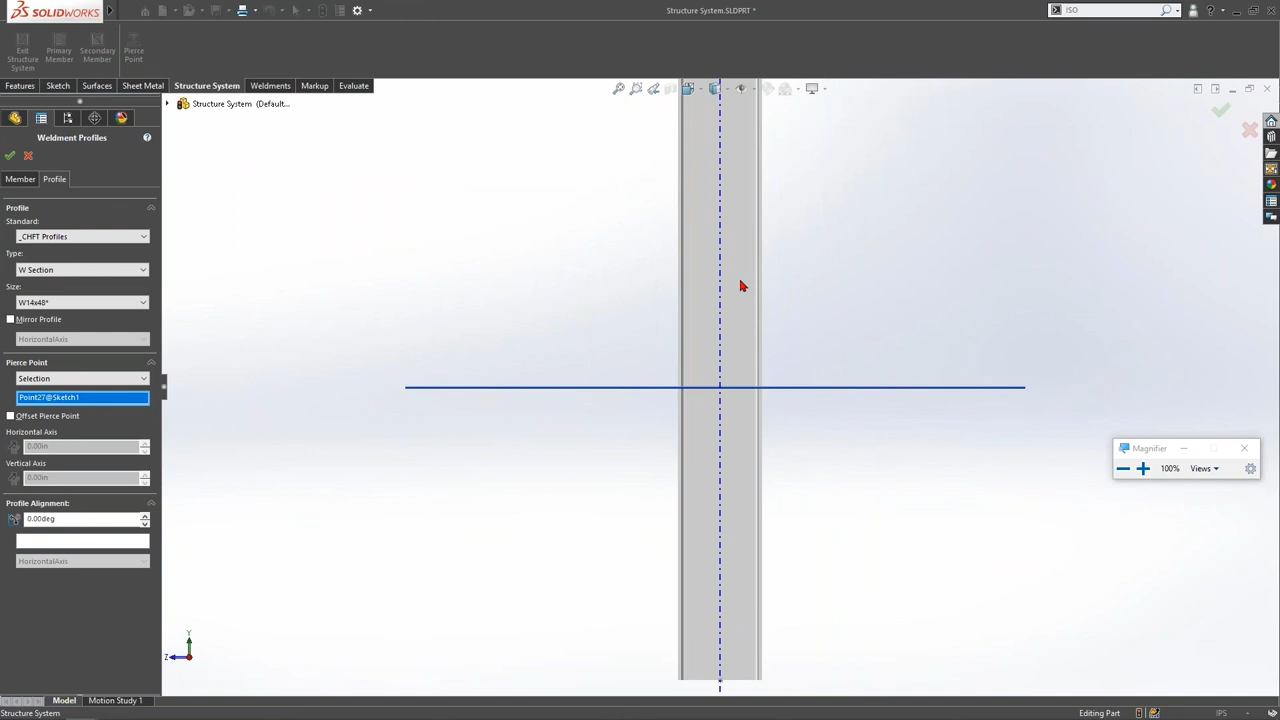 SOLIDWORKS
Structure System.SLDPRT *
ISO
Exit Structure System
Primary Member
Secondary Member
Pierce Point
Features
Sketch
Surfaces
Sheet Metal
Structure System
Weldments
Markup
Evaluate
Structure System (Default...
Weldment Profiles
Member
Profile
Profile
Standard:
_CHFT Profiles
Type:
W Section
Size:
W14x48*
Mirror Profile
HorizontalAxis
Pierce Point
Selection
Point27@Sketch1
Offset Pierce Point
Horizontal Axis
0.00in
Vertical Axis
0.00in
Profile Alignment:
0.00deg
HorizontalAxis
Magnifier
100%
Views
Y
Z
Model
Motion Study 1
Structure System
Editing Part
IPS